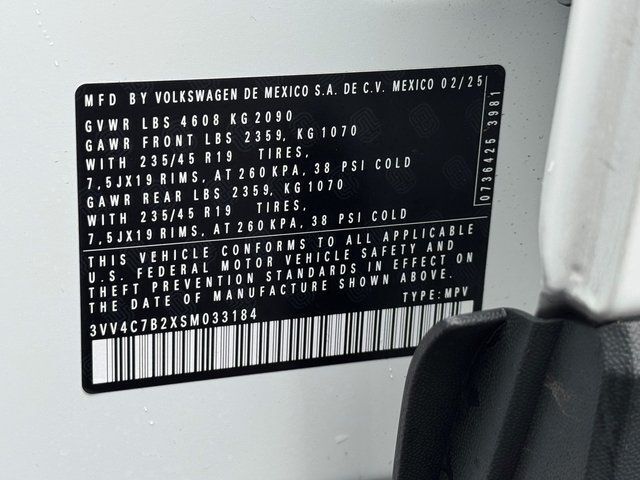 MFD BY VOLKSWAGEN DE MEXICO S.A. DE C.V. MEXICO 02/25
GVWR LBS 4608 KG 2090
GAWR FRONT LBS 2359, KG 1070
WITH 235/45 R19 TIRES,
7,5JX19 RIMS, AT 260 KPA, 38 PSI COLD
GAWR REAR LBS 2359, KG 1070
WITH 235/45 R19 TIRES,
7,5JX19 RIMS, AT 260 KPA, 38 PSI COLD
THIS VEHICLE CONFORMS TO ALL APPLICABLE
U.S. FEDERAL MOTOR VEHICLE SAFETY AND
THEFT PREVENTION STANDARDS IN EFFECT ON
THE DATE OF MANUFACTURE SHOWN ABOVE.
3VV4C7B2XSM033184 TYPE: MPV
0736425 3981